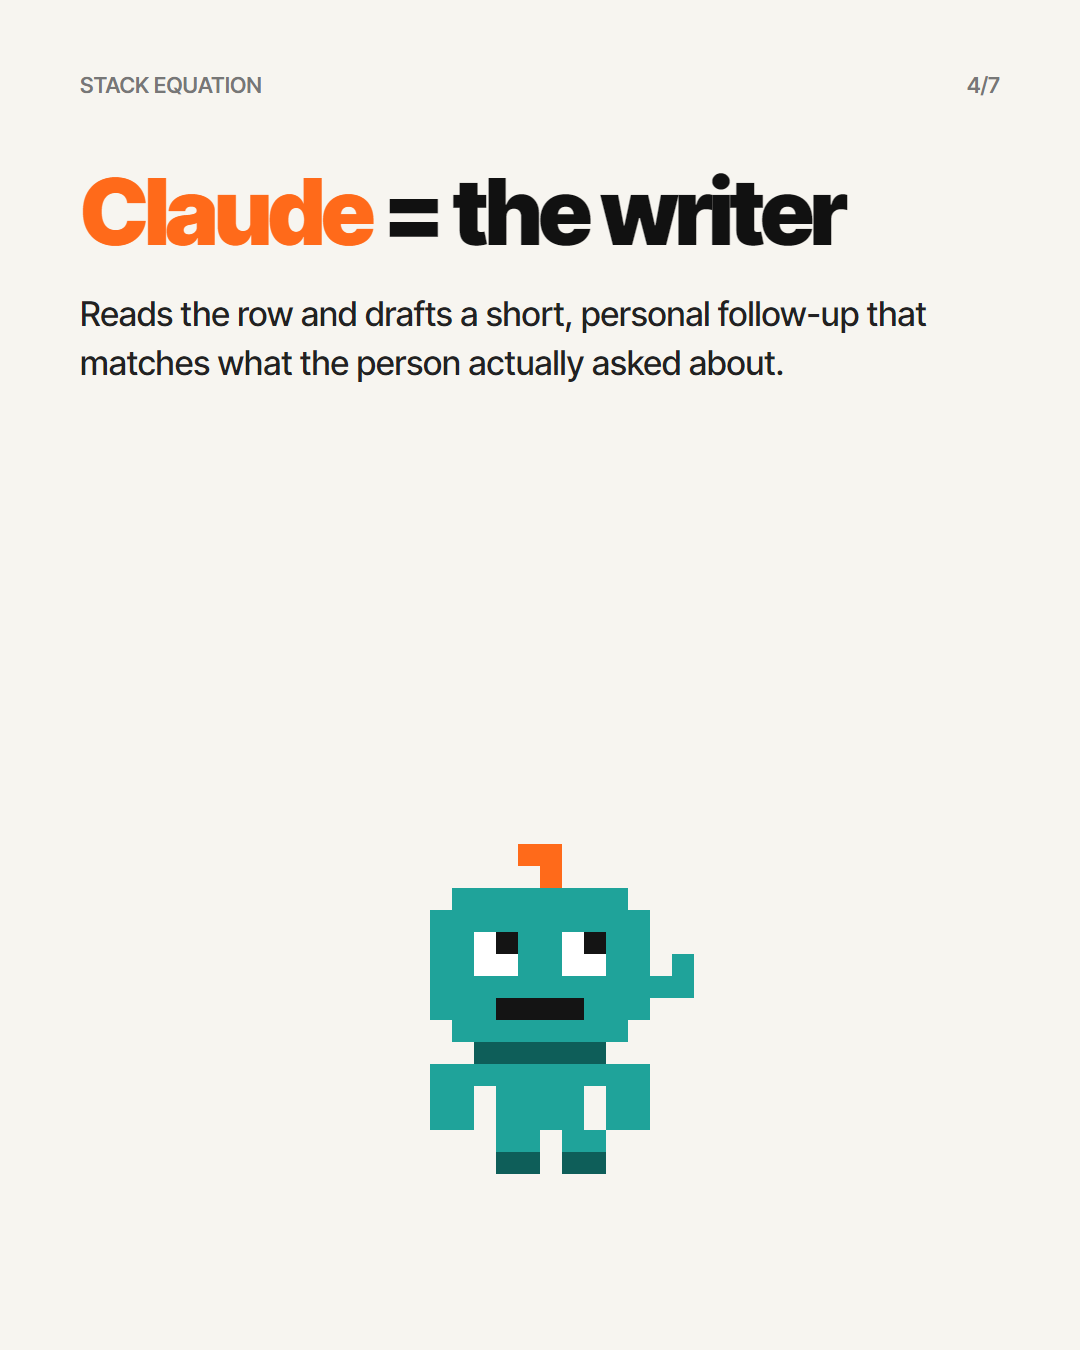 STACK EQUATION
4/7
Claude = the writer
Reads the row and drafts a short, personal follow-up that
matches what the person actually asked about.